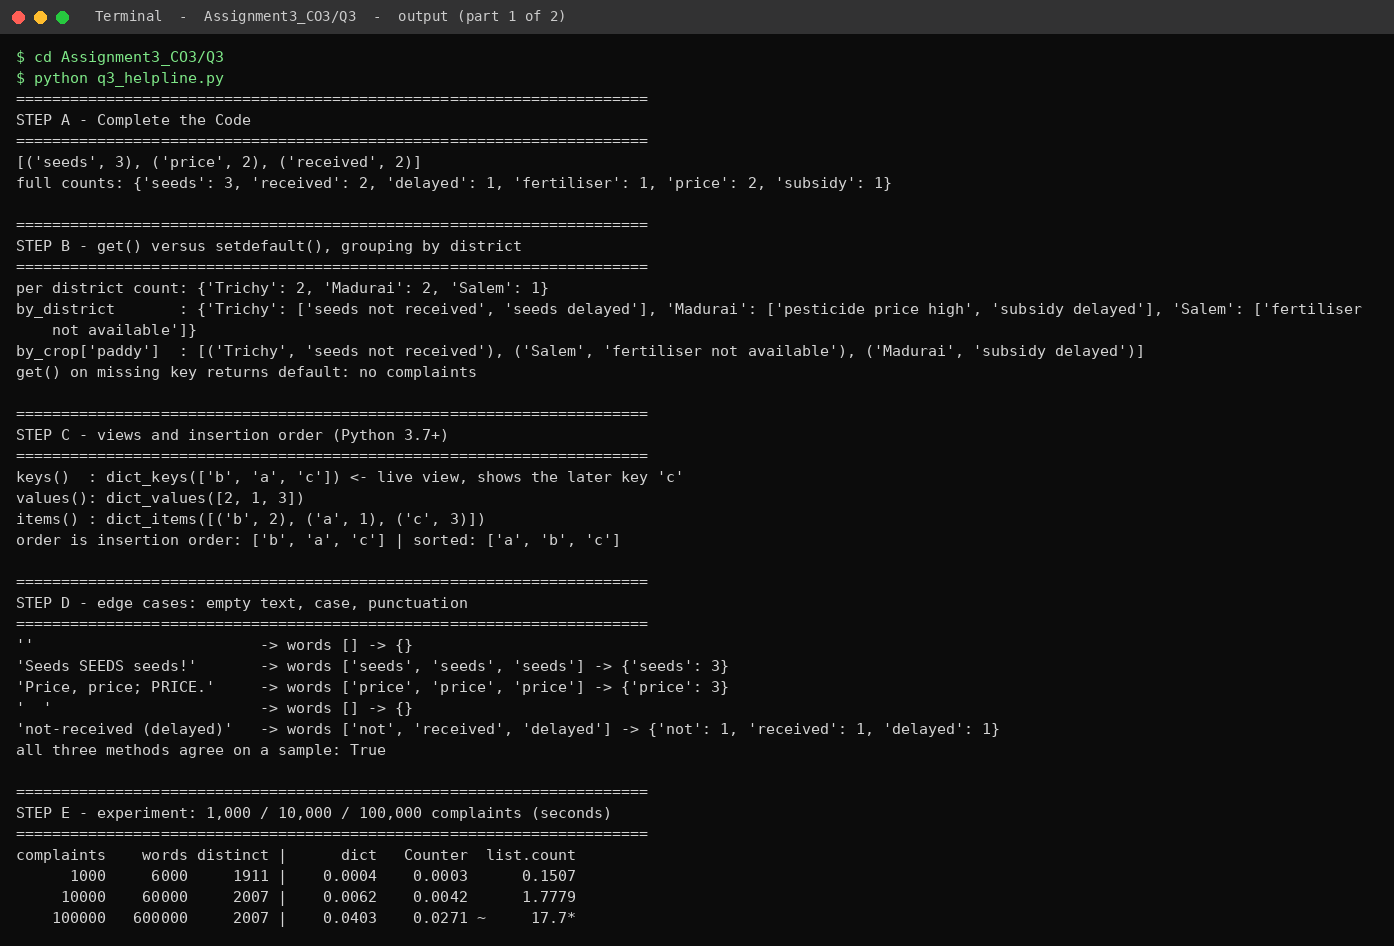 Terminal  -  Assignment3_CO3/Q3  -  output (part 1 of 2)
$ cd Assignment3_CO3/Q3
$ python q3_helpline.py
======================================================================
STEP A - Complete the Code
======================================================================
[('seeds', 3), ('price', 2), ('received', 2)]
full counts: {'seeds': 3, 'received': 2, 'delayed': 1, 'fertiliser': 1, 'price': 2, 'subsidy': 1}

======================================================================
STEP B - get() versus setdefault(), grouping by district
======================================================================
per district count: {'Trichy': 2, 'Madurai': 2, 'Salem': 1}
by_district       : {'Trichy': ['seeds not received', 'seeds delayed'], 'Madurai': ['pesticide price high', 'subsidy delayed'], 'Salem': ['fertiliser
    not available']}
by_crop['paddy']  : [('Trichy', 'seeds not received'), ('Salem', 'fertiliser not available'), ('Madurai', 'subsidy delayed')]
get() on missing key returns default: no complaints

======================================================================
STEP C - views and insertion order (Python 3.7+)
======================================================================
keys()  : dict_keys(['b', 'a', 'c']) <- live view, shows the later key 'c'
values(): dict_values([2, 1, 3])
items() : dict_items([('b', 2), ('a', 1), ('c', 3)])
order is insertion order: ['b', 'a', 'c'] | sorted: ['a', 'b', 'c']

======================================================================
STEP D - edge cases: empty text, case, punctuation
======================================================================
''                         -> words [] -> {}
'Seeds SEEDS seeds!'       -> words ['seeds', 'seeds', 'seeds'] -> {'seeds': 3}
'Price, price; PRICE.'     -> words ['price', 'price', 'price'] -> {'price': 3}
'  '                       -> words [] -> {}
'not-received (delayed)'   -> words ['not', 'received', 'delayed'] -> {'not': 1, 'received': 1, 'delayed': 1}
all three methods agree on a sample: True

======================================================================
STEP E - experiment: 1,000 / 10,000 / 100,000 complaints (seconds)
======================================================================
complaints    words distinct |      dict   Counter  list.count
      1000     6000     1911 |    0.0004    0.0003      0.1507
     10000    60000     2007 |    0.0062    0.0042      1.7779
    100000   600000     2007 |    0.0403    0.0271 ~     17.7*